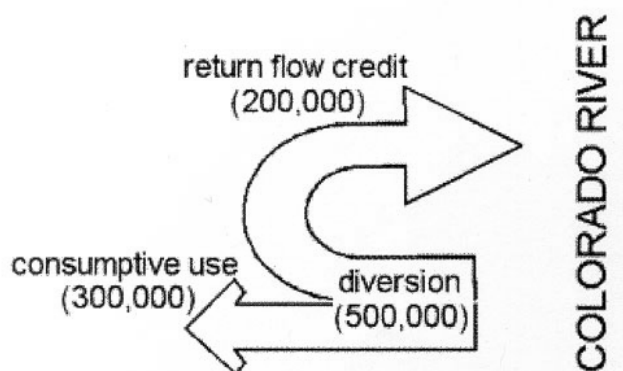 return flow credit
(200,000)
consumptive use
(300,000)
diversion
(500,000)
COLORADO RIVER